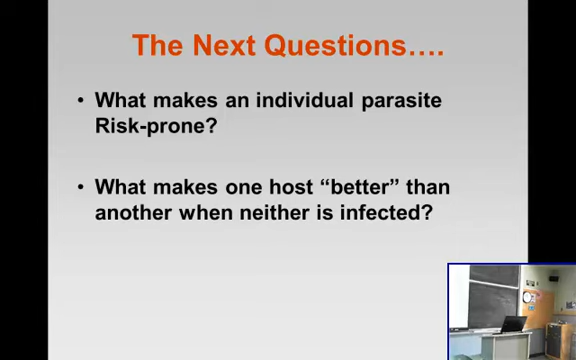 The Next Questions....
• What makes an individual parasite
Risk-prone?
• What makes one host “better” than
another when neither is infected?